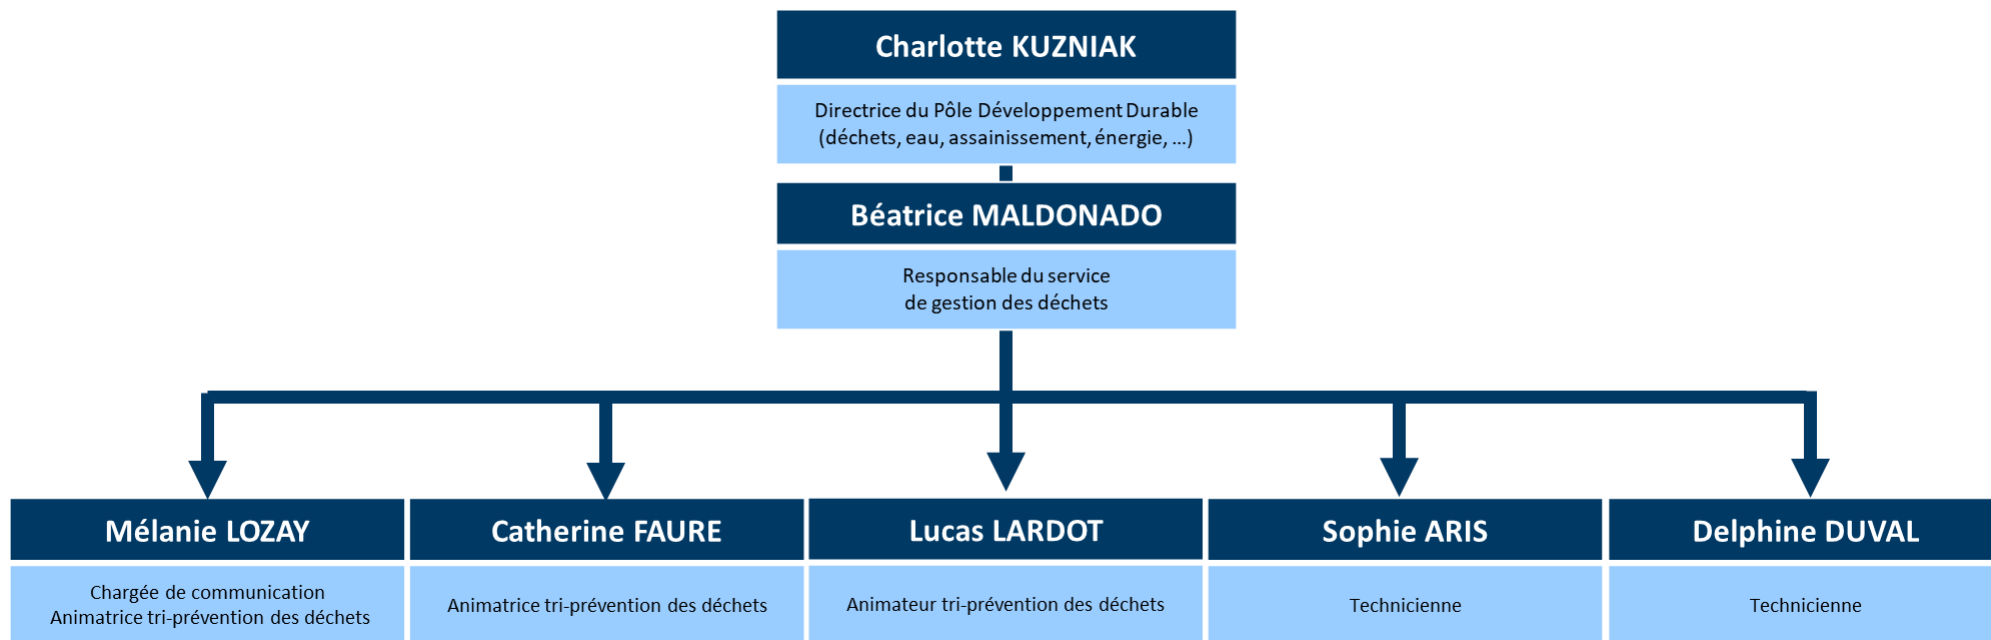 Charlotte KUZNIAK
Directrice du Pôle Développement Durable
(déchets, eau, assainissement, énergie, ...)
Béatrice MALDONADO
Responsable du service
de gestion des déchets
Mélanie LOZAY
Chargée de communication
Animatrice tri-prévention des déchets
Catherine FAURE
Animatrice tri-prévention des déchets
Lucas LARDOT
Animateur tri-prévention des déchets
Sophie ARIS
Technicienne
Delphine DUVAL
Technicienne